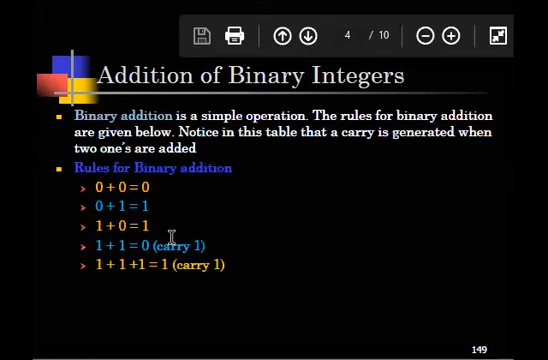 4 / 10
Addition of Binary Integers
Binary addition is a simple operation. The rules for binary addition
are given below. Notice in this table that a carry is generated when
two one's are added
Rules for Binary addition
0 + 0 = 0
0 + 1 = 1
1 + 0 = 1
1 + 1 = 0 (carry 1)
1 + 1 +1 = 1 (carry 1)
149